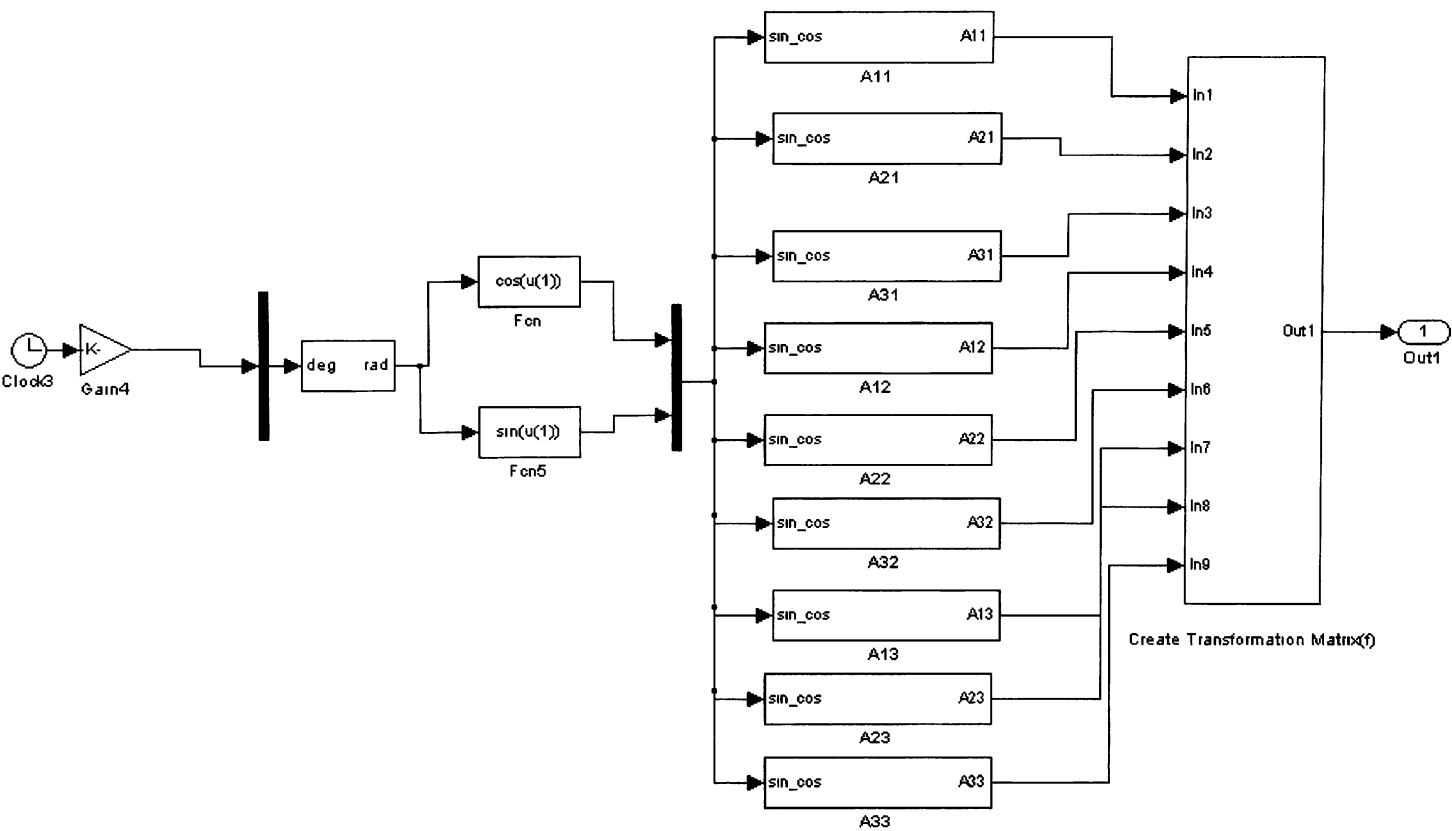 Clock3
K-
Gain4
deg rad
cos(u(1))
Fcn
sin(u(1))
Fcn5
sin_cos A11
A11
sin_cos A21
A21
sin_cos A31
A31
sin_cos A12
A12
sin_cos A22
A22
sin_cos A32
A32
sin_cos A13
A13
sin_cos A23
A23
sin_cos A33
A33
In1
In2
In3
In4
In5
In6
In7
In8
In9
Out1
Create Transformation Matrix(f)
1
Out1